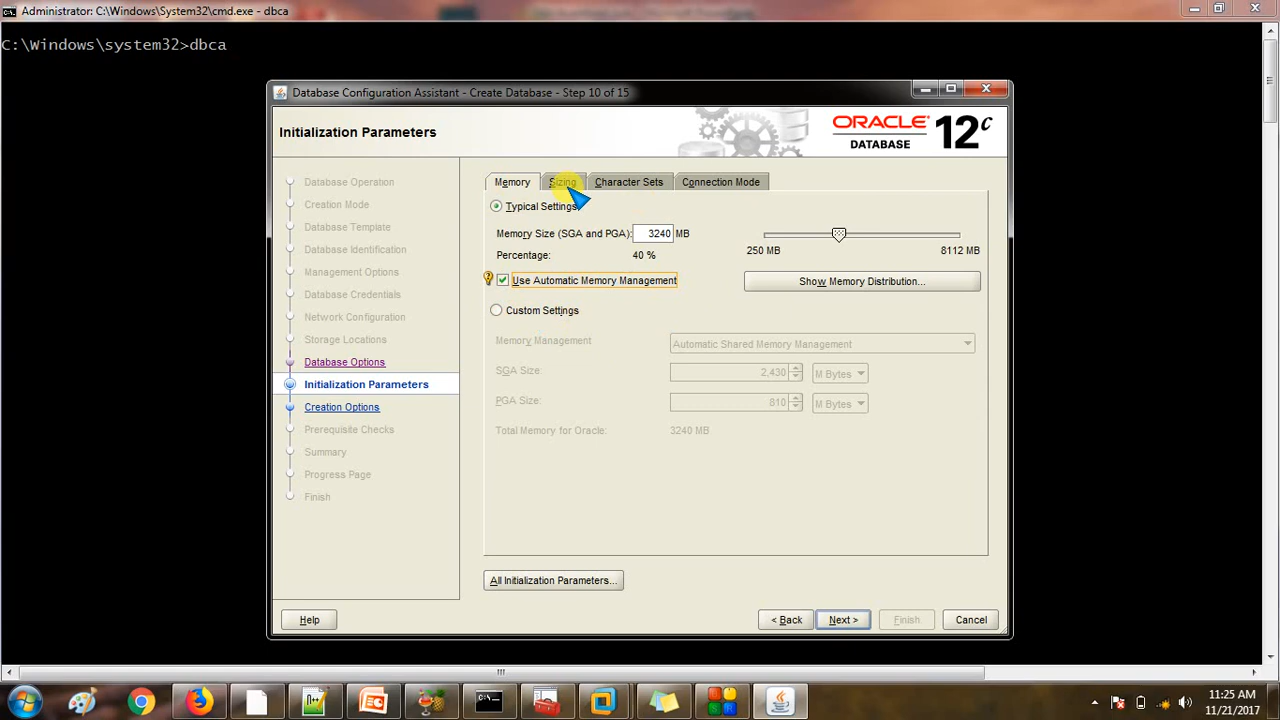 Administrator: C:\Windows\System32\cmd.exe - dbca
C:\Windows\system32>dbca
Database Configuration Assistant - Create Database - Step 10 of 15
Initialization Parameters
ORACLE
DATABASE
12c
Database Operation
Creation Mode
Database Template
Database Identification
Management Options
Database Credentials
Network Configuration
Storage Locations
Database Options
Initialization Parameters
Creation Options
Prerequisite Checks
Summary
Progress Page
Finish
Memory Sizing Character Sets Connection Mode
Typical Settings
Memory Size (SGA and PGA): 3240 MB
250 MB 8112 MB
Percentage: 40 %
Use Automatic Memory Management
Show Memory Distribution...
Custom Settings
Memory Management Automatic Shared Memory Management
SGA Size: 2,430 M Bytes
PGA Size: 810 M Bytes
Total Memory for Oracle: 3240 MB
All Initialization Parameters...
Help < Back Next > Finish Cancel
11:25 AM
11/21/2017